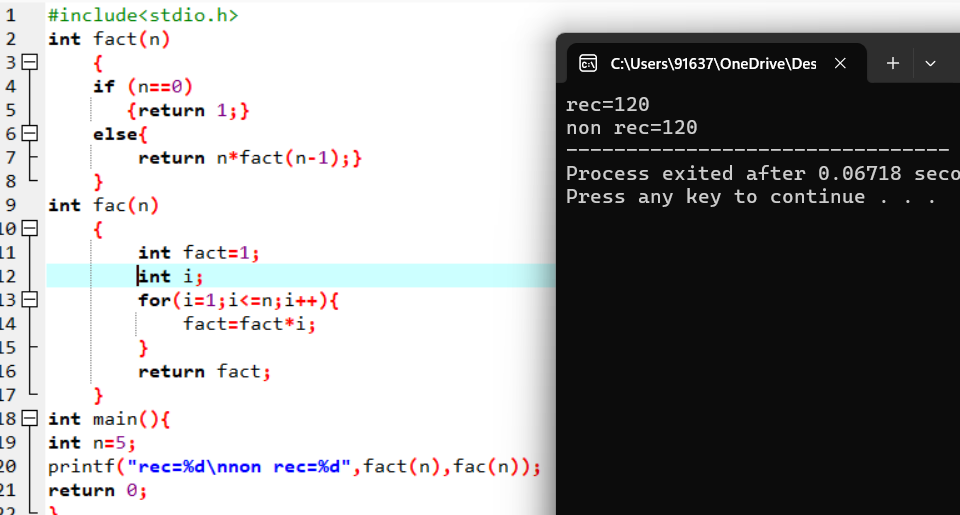 1 #include<stdio.h>
2 int fact(n)
3 {
4 if (n==0)
5 {return 1;}
6 else{
7 return n*fact(n-1);}
8 }
9 int fac(n)
10 {
11 int fact=1;
12 int i;
13 for(i=1;i<=n;i++){
14 fact=fact*i;
15 }
16 return fact;
17 }
18 int main(){
19 int n=5;
20 printf("rec=%d\nnon rec=%d",fact(n),fac(n));
21 return 0;
22 }
C:\Users\91637\OneDrive\Des
rec=120
non rec=120
--------------------------------
Process exited after 0.06718 seco
Press any key to continue . . .